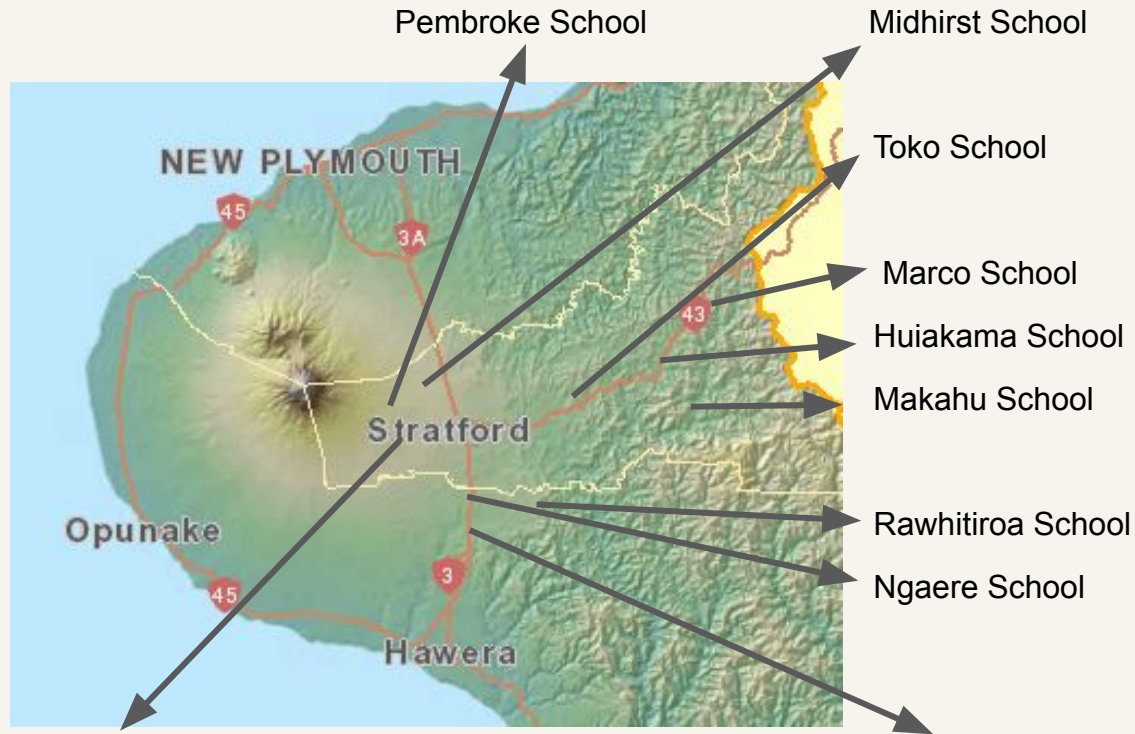 Pembroke School
Midhirst School
NEW PLYMOUTH
Toko School
45
3A
Marco School
43
Huiakama School
Makahu School
Stratford
Opunake
Rawhitiroa School
3
Ngaere School
45
Hawera